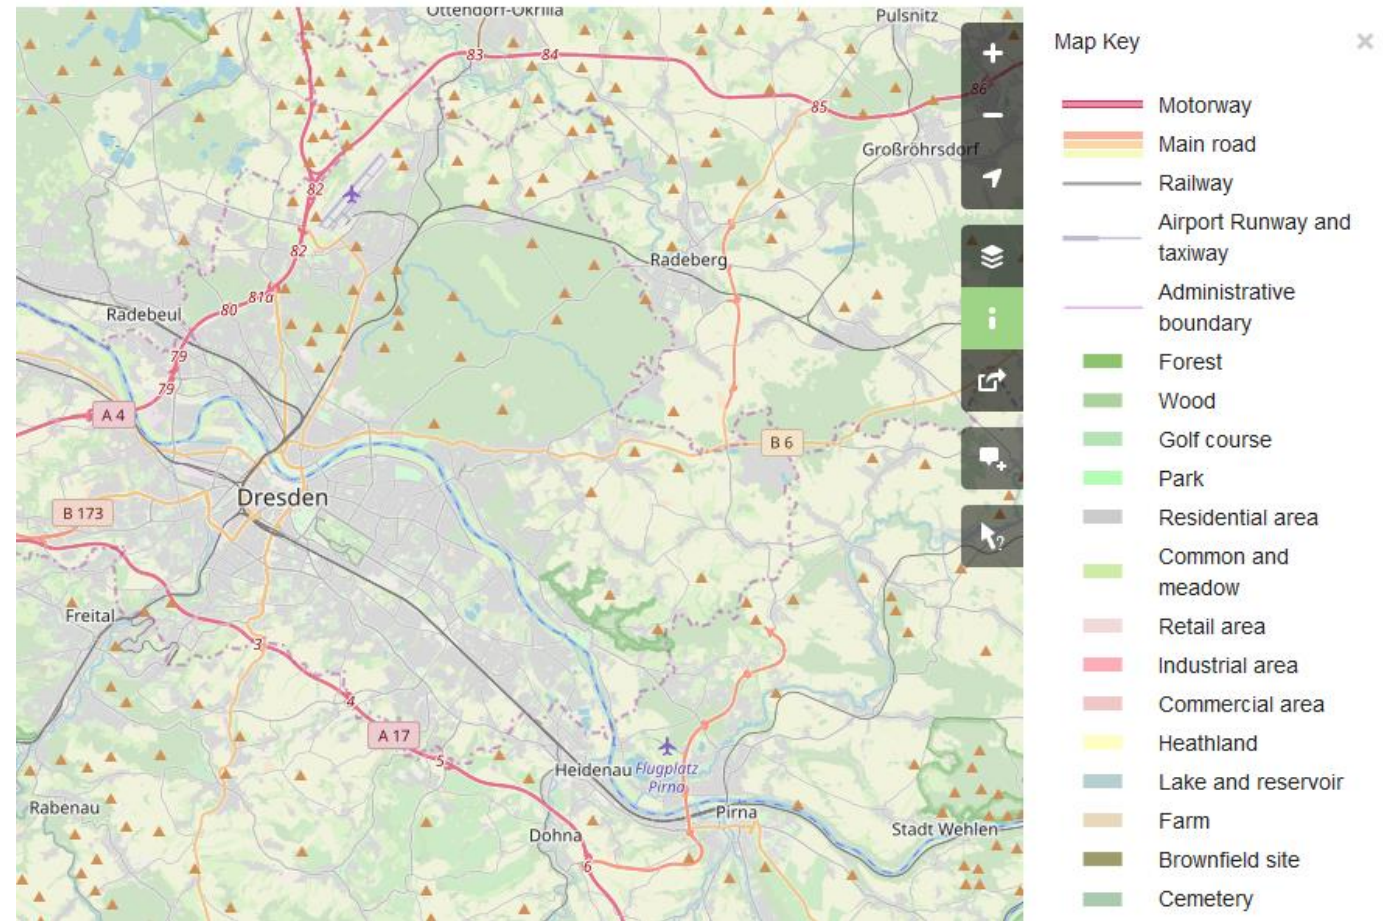 Ottendorf-Okrilla
Pulsnitz
83
84
86
85
Großröhrsdorf
82
82
Radeberg
81a
80
Radebeul
79
79
A 4
B 6
Dresden
B 173
Freital
3
4
A 17
5
Heidenau
Flugplatz
Pirna
Rabenau
Pirna
Dohna
Stadt Wehlen
6
+
−
i
?
Map Key
×
Motorway
Main road
Railway
Airport Runway and
taxiway
Administrative
boundary
Forest
Wood
Golf course
Park
Residential area
Common and
meadow
Retail area
Industrial area
Commercial area
Heathland
Lake and reservoir
Farm
Brownfield site
Cemetery